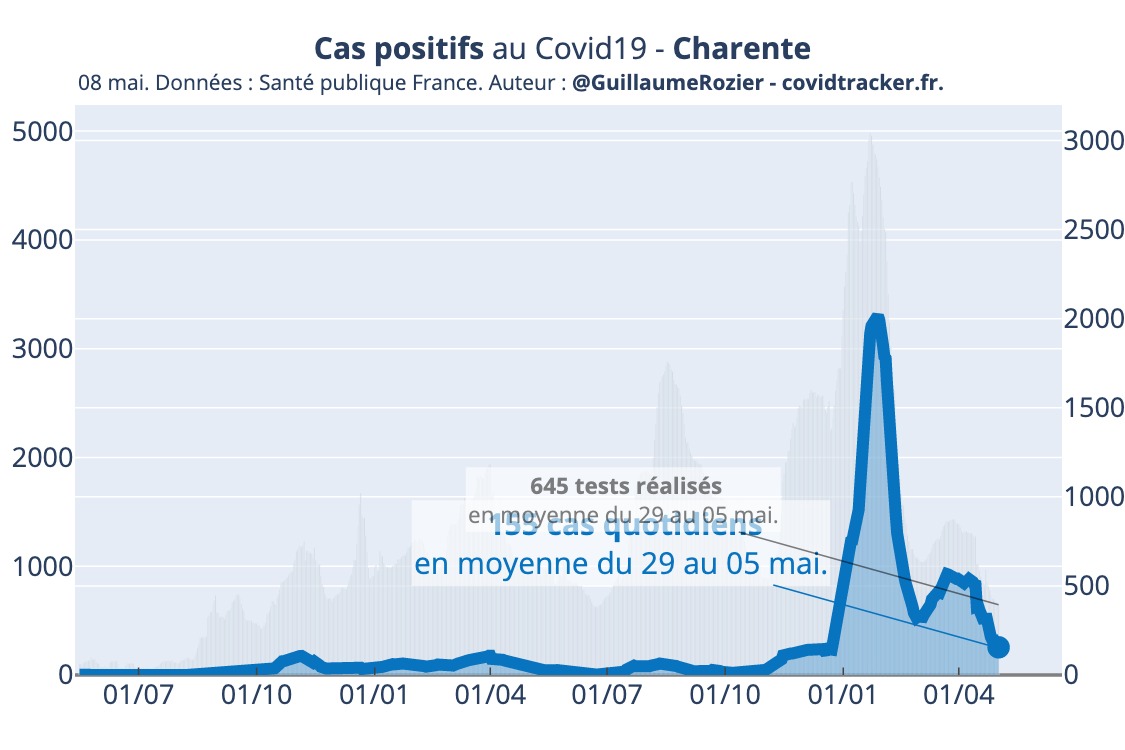 Cas positifs au Covid19 - Charente
08 mai. Données : Santé publique France. Auteur : @GuillaumeRozier - covidtracker.fr.
5000
4000
3000
2000
1000
0
3000
2500
2000
1500
1000
500
0
645 tests réalisés
en moyenne du 29 au 05 mai.
155 cas quotidiens
en moyenne du 29 au 05 mai.
01/07 01/10 01/01 01/04 01/07 01/10 01/01 01/04